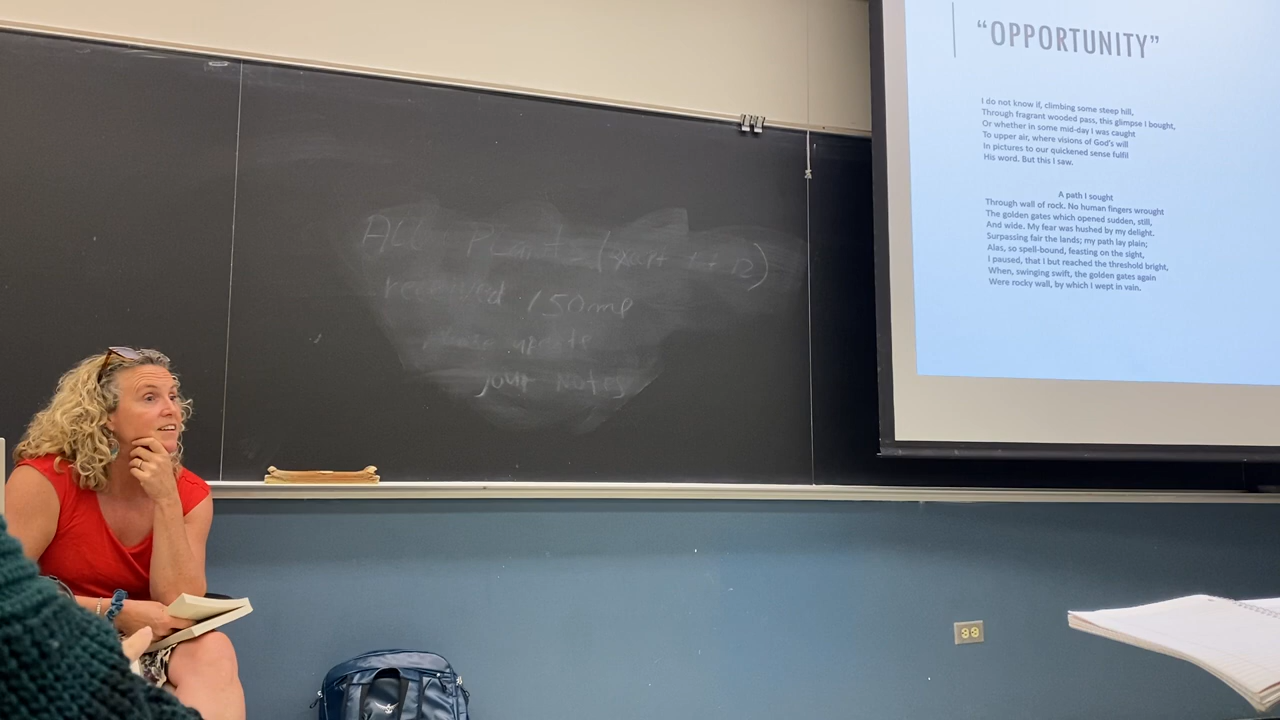 "OPPORTUNITY"
I do not know if, climbing some steep hill,
Through fragrant wooded pass, this glimpse I bought,
Or whether in some mid-day I was caught
To upper air, where visions of God's will
In pictures to our quickened sense fulfil
His word. But this I saw.
A path I sought
Through wall of rock. No human fingers wrought
The golden gates which opened sudden, still,
And wide. My fear was hushed by my delight.
Surpassing fair the lands; my path lay plain;
Alas, so spell-bound, feasting on the sight,
I paused, that I but reached the threshold bright,
When, swinging swift, the golden gates again
Were rocky wall, by which I wept in vain.
150mp
your Notes